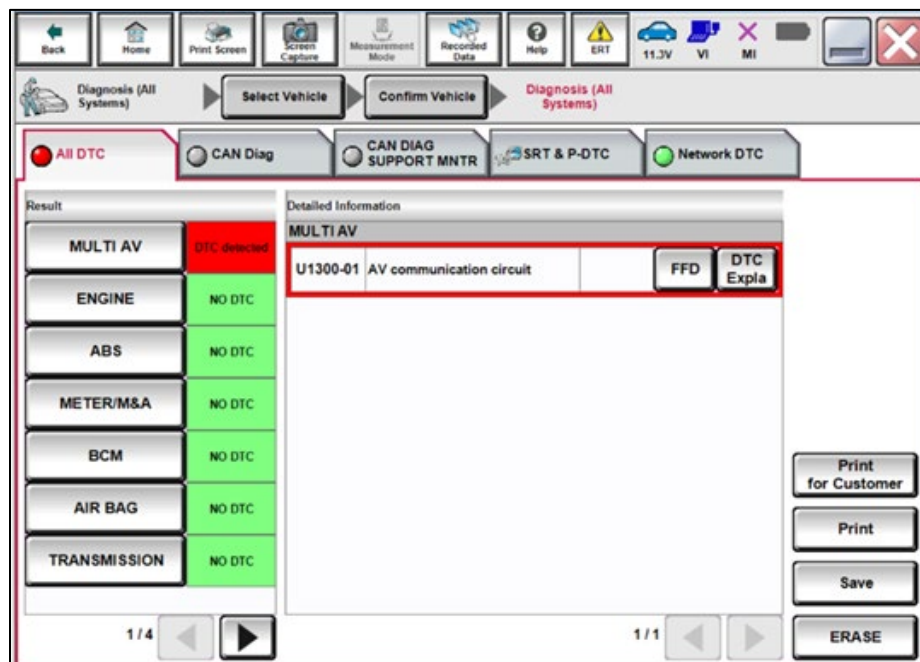 Back
Home
Print Screen
Screen
Capture
Measurement
Mode
Recorded
Data
Help
ERT
11.3V
VI
MI
Diagnosis (All
Systems)
Select Vehicle
Confirm Vehicle
Diagnosis (All
Systems)
All DTC
CAN Diag
CAN DIAG
SUPPORT MNTR
SRT & P-DTC
Network DTC
Result
Detailed Information
MULTI AV
DTC detected
MULTI AV
U1300-01
AV communication circuit
FFD
DTC
Expla
ENGINE
NO DTC
ABS
NO DTC
METER/M&A
NO DTC
BCM
NO DTC
AIR BAG
NO DTC
TRANSMISSION
NO DTC
Print
for Customer
Print
Save
ERASE
1/4
1/1